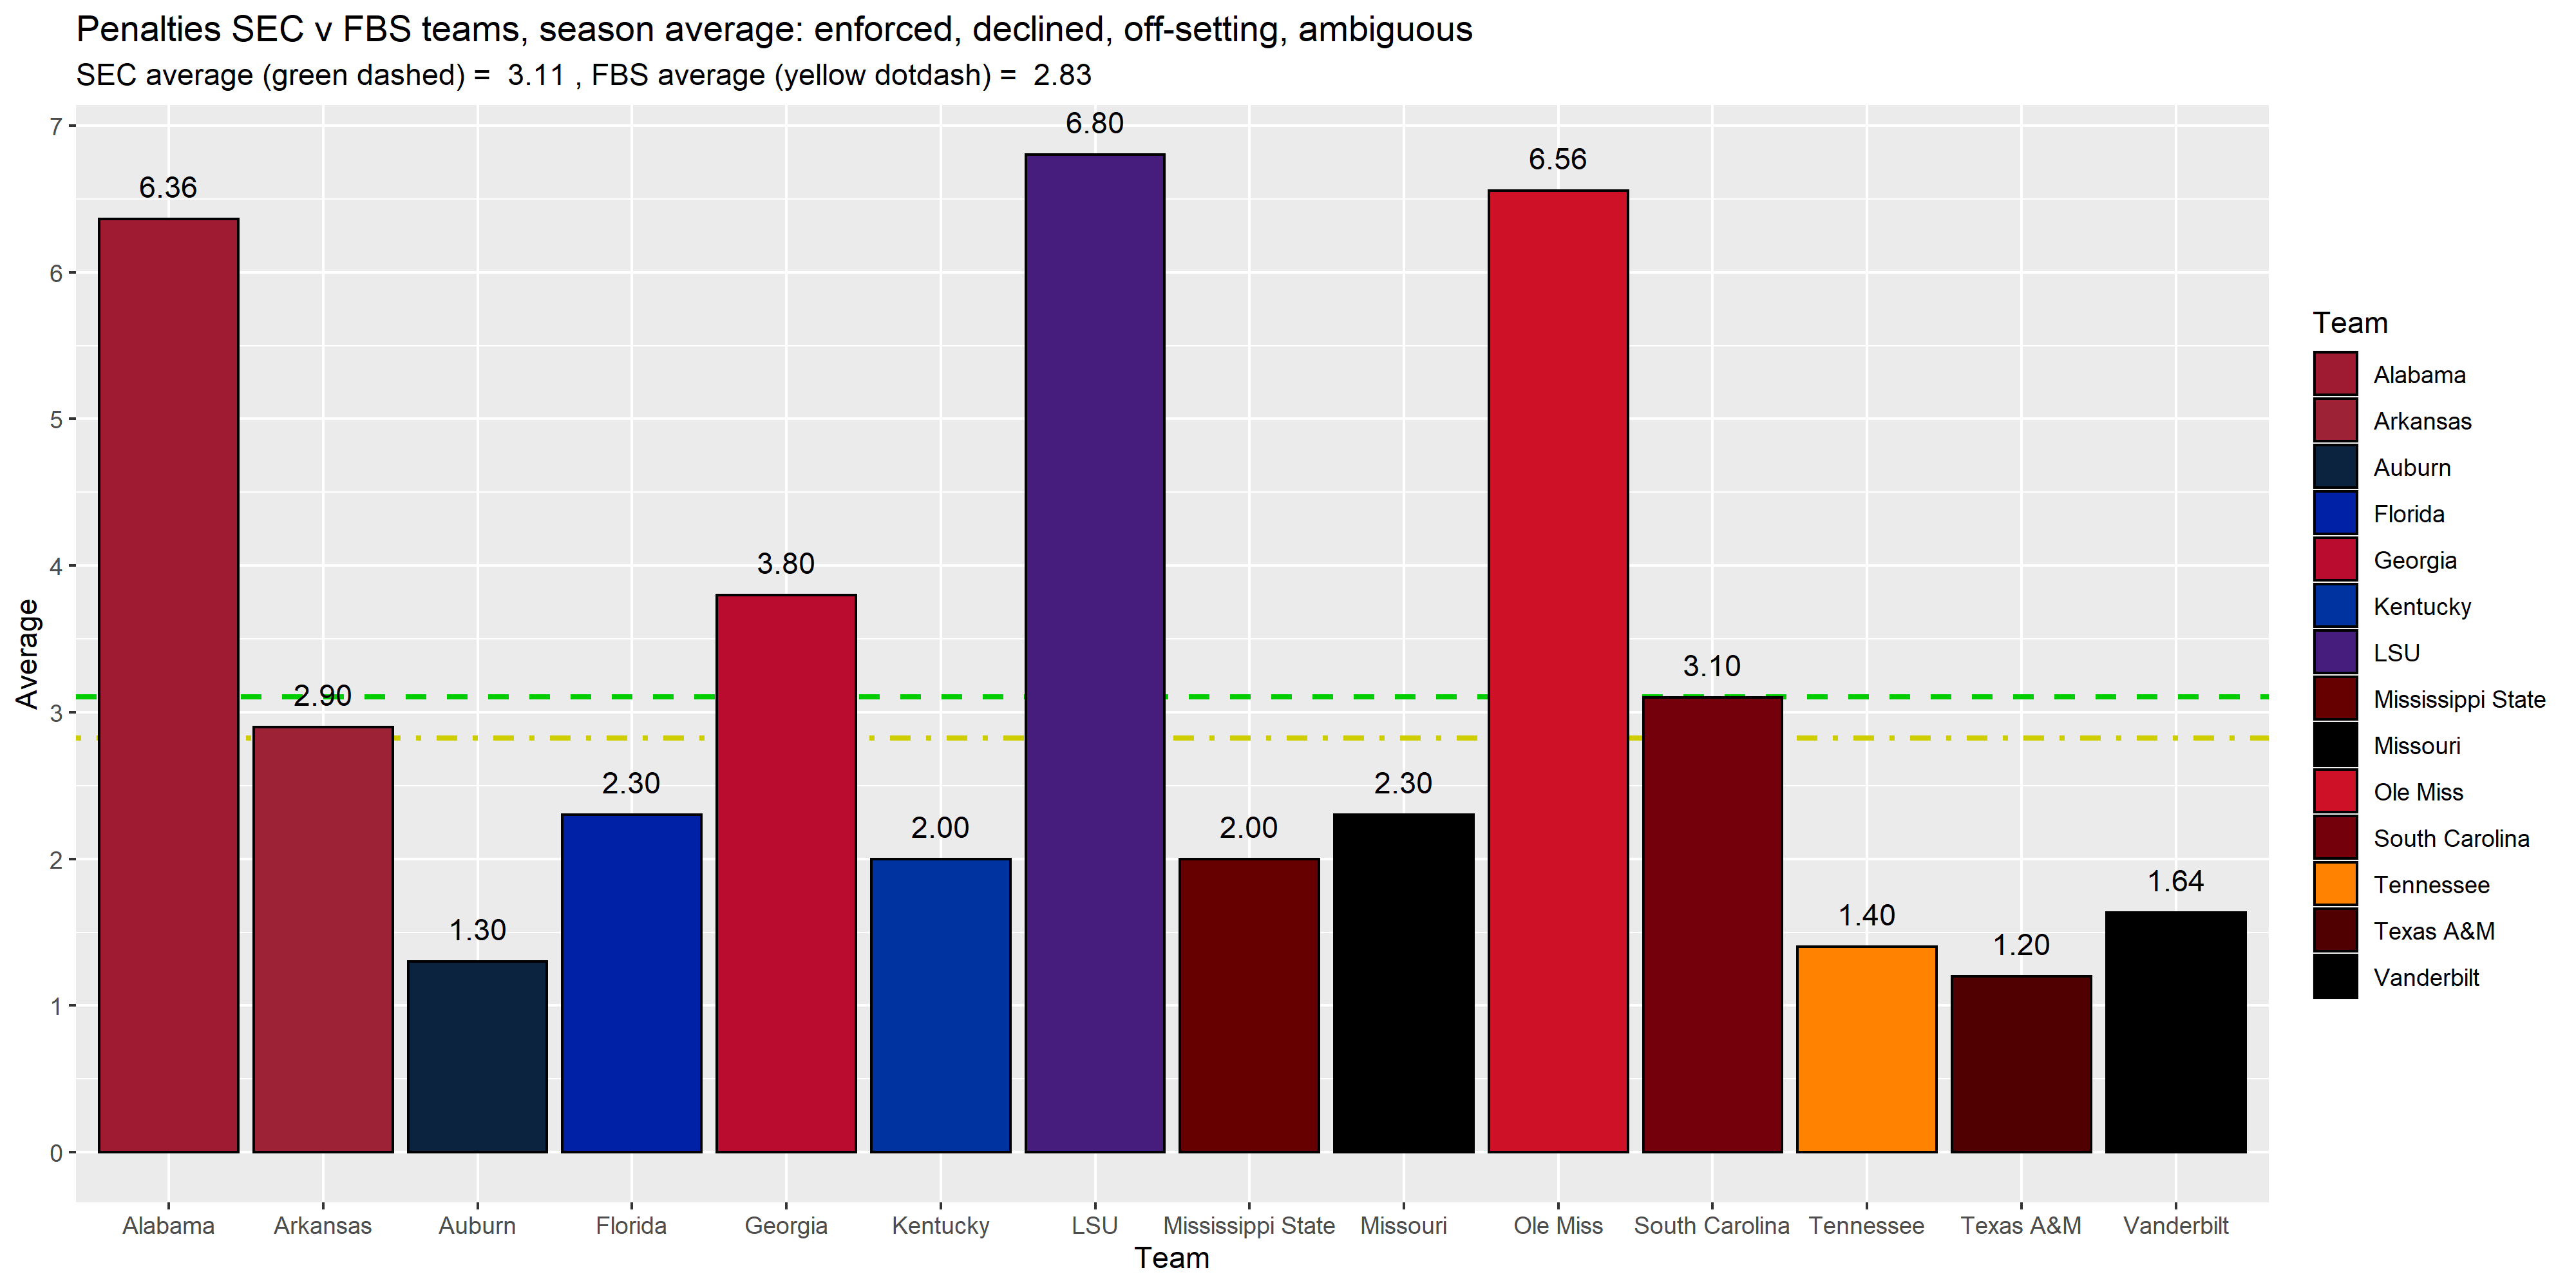 Penalties SEC v FBS teams, season average: enforced, declined, off-setting, ambiguous
SEC average (green dashed) =  3.11 , FBS average (yellow dotdash) =  2.83
Average
7
6
5
4
3
2
1
0
6.36
2.90
1.30
2.30
3.80
2.00
6.80
2.00
2.30
6.56
3.10
1.40
1.20
1.64
Alabama
Arkansas
Auburn
Florida
Georgia
Kentucky
LSU
Mississippi State
Missouri
Ole Miss
South Carolina
Tennessee
Texas A&M
Vanderbilt
Team
Team
Alabama
Arkansas
Auburn
Florida
Georgia
Kentucky
LSU
Mississippi State
Missouri
Ole Miss
South Carolina
Tennessee
Texas A&M
Vanderbilt